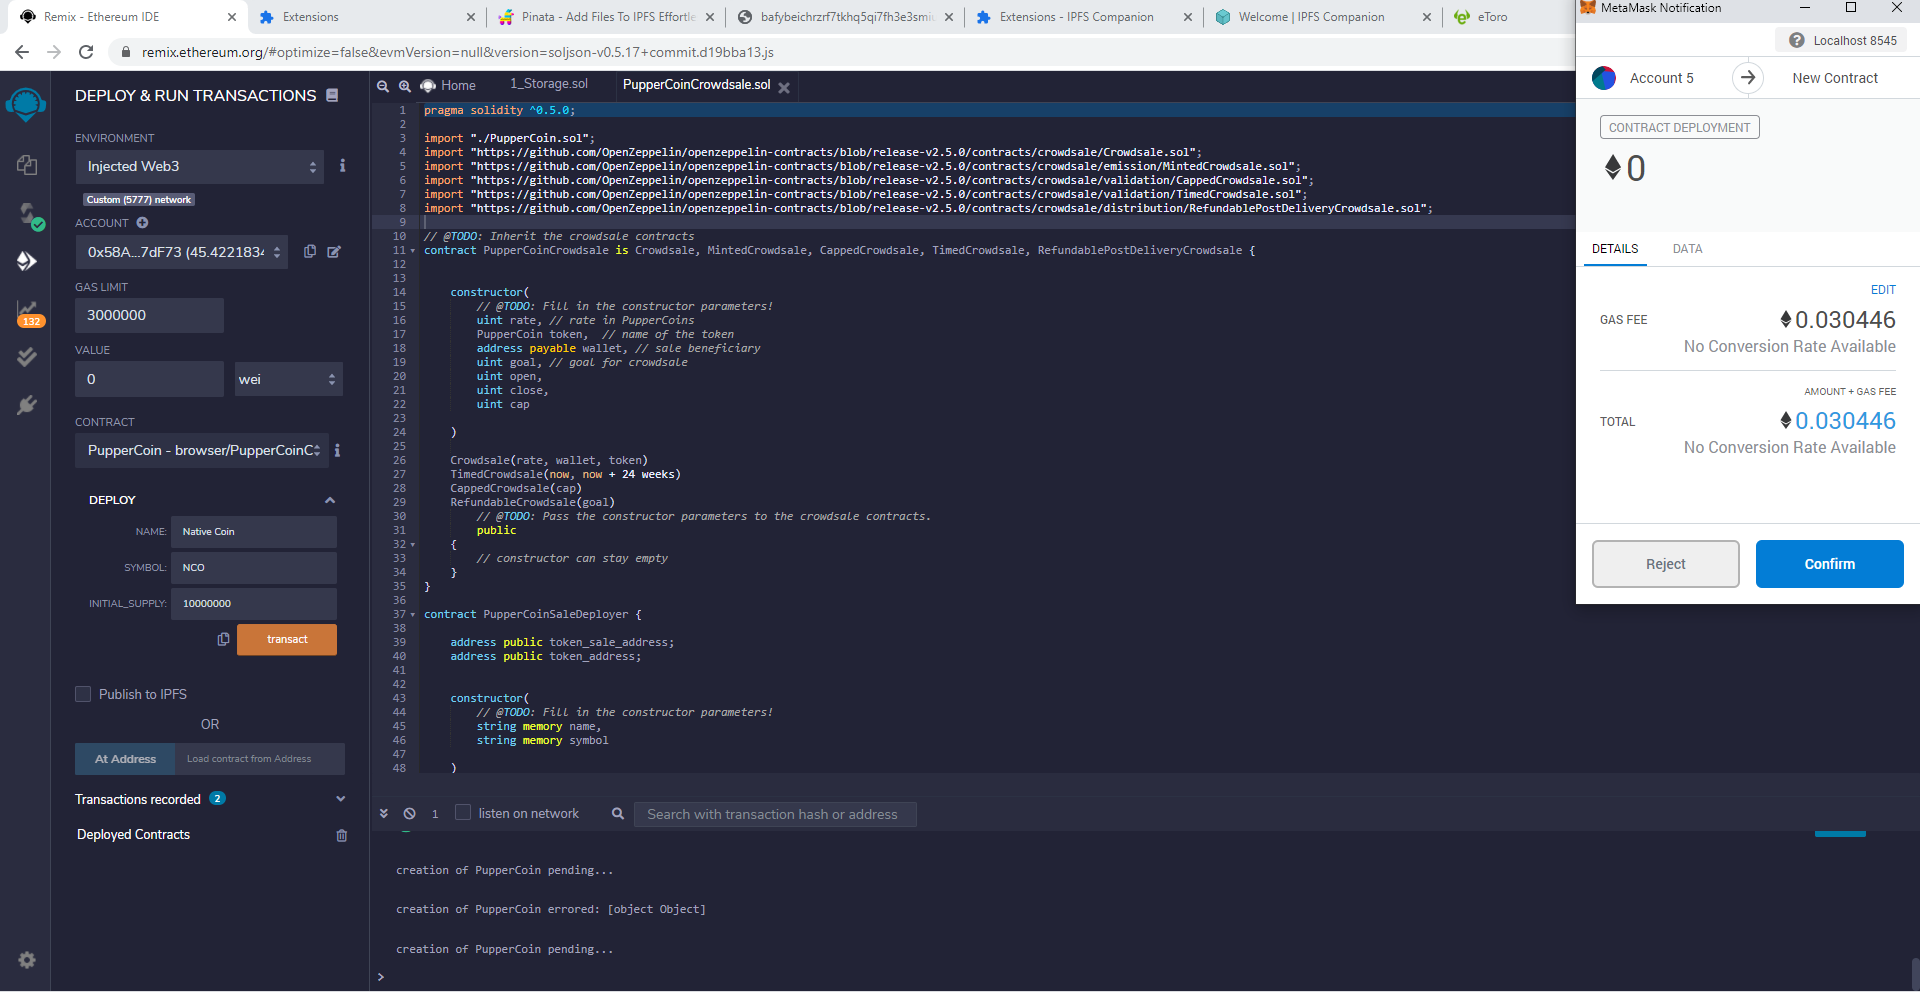 Remix - Ethereum IDE
Extensions
Pinata - Add Files To IPFS Effortle
bafybeichrzrf7tkhq5qi7fh3e3smi
Extensions - IPFS Companion
Welcome | IPFS Companion
eToro
remix.ethereum.org/#optimize=false&evmVersion=null&version=soljson-v0.5.17+commit.d19bba13.js
DEPLOY & RUN TRANSACTIONS
ENVIRONMENT
Injected Web3
Custom (5777) network
ACCOUNT
0x58A...7dF73 (45.4221834
GAS LIMIT
3000000
132
VALUE
0
wei
CONTRACT
PupperCoin - browser/PupperCoinC
DEPLOY
NAME: Native Coin
SYMBOL: NCO
INITIAL_SUPPLY: 10000000
transact
Publish to IPFS
OR
At Address Load contract from Address
Transactions recorded 2
Deployed Contracts
Home
1_Storage.sol
PupperCoinCrowdsale.sol
1 pragma solidity ^0.5.0;
2
3 import "./PupperCoin.sol";
4 import "https://github.com/OpenZeppelin/openzeppelin-contracts/blob/release-v2.5.0/contracts/crowdsale/Crowdsale.sol";
5 import "https://github.com/OpenZeppelin/openzeppelin-contracts/blob/release-v2.5.0/contracts/crowdsale/emission/MintedCrowdsale.sol";
6 import "https://github.com/OpenZeppelin/openzeppelin-contracts/blob/release-v2.5.0/contracts/crowdsale/validation/CappedCrowdsale.sol";
7 import "https://github.com/OpenZeppelin/openzeppelin-contracts/blob/release-v2.5.0/contracts/crowdsale/validation/TimedCrowdsale.sol";
8 import "https://github.com/OpenZeppelin/openzeppelin-contracts/blob/release-v2.5.0/contracts/crowdsale/distribution/RefundablePostDeliveryCrowdsale.sol";
9
10 // @TODO: Inherit the crowdsale contracts
11 contract PupperCoinCrowdsale is Crowdsale, MintedCrowdsale, CappedCrowdsale, TimedCrowdsale, RefundablePostDeliveryCrowdsale {
12
13
14 constructor(
15 // @TODO: Fill in the constructor parameters!
16 uint rate, // rate in PupperCoins
17 PupperCoin token, // name of the token
18 address payable wallet, // sale beneficiary
19 uint goal, // goal for crowdsale
20 uint open,
21 uint close,
22 uint cap
23
24 )
25
26 Crowdsale(rate, wallet, token)
27 TimedCrowdsale(now, now + 24 weeks)
28 CappedCrowdsale(cap)
29 RefundableCrowdsale(goal)
30 // @TODO: Pass the constructor parameters to the crowdsale contracts.
31 public
32 {
33 // constructor can stay empty
34 }
35 }
36
37 contract PupperCoinSaleDeployer {
38
39 address public token_sale_address;
40 address public token_address;
41
42
43 constructor(
44 // @TODO: Fill in the constructor parameters!
45 string memory name,
46 string memory symbol
47
48 )
1
listen on network
Search with transaction hash or address
creation of PupperCoin pending...
creation of PupperCoin errored: [object Object]
creation of PupperCoin pending...
>
MetaMask Notification
Localhost 8545
Account 5
New Contract
CONTRACT DEPLOYMENT
0
DETAILS
DATA
EDIT
GAS FEE
0.030446
No Conversion Rate Available
AMOUNT + GAS FEE
TOTAL
0.030446
No Conversion Rate Available
Reject
Confirm